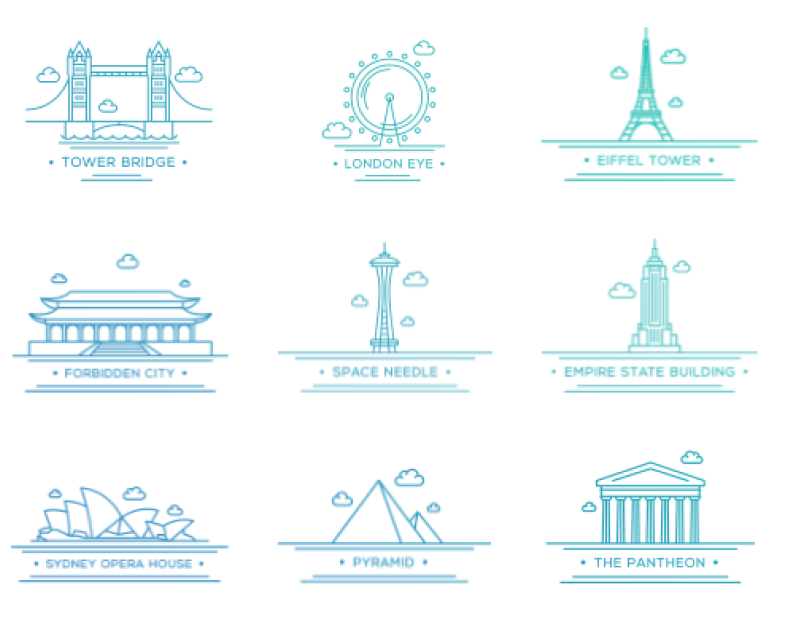 TOWER BRIDGE
LONDON EYE
EIFFEL TOWER
FORBIDDEN CITY
SPACE NEEDLE
EMPIRE STATE BUILDING
SYDNEY OPERA HOUSE
PYRAMID
THE PANTHEON